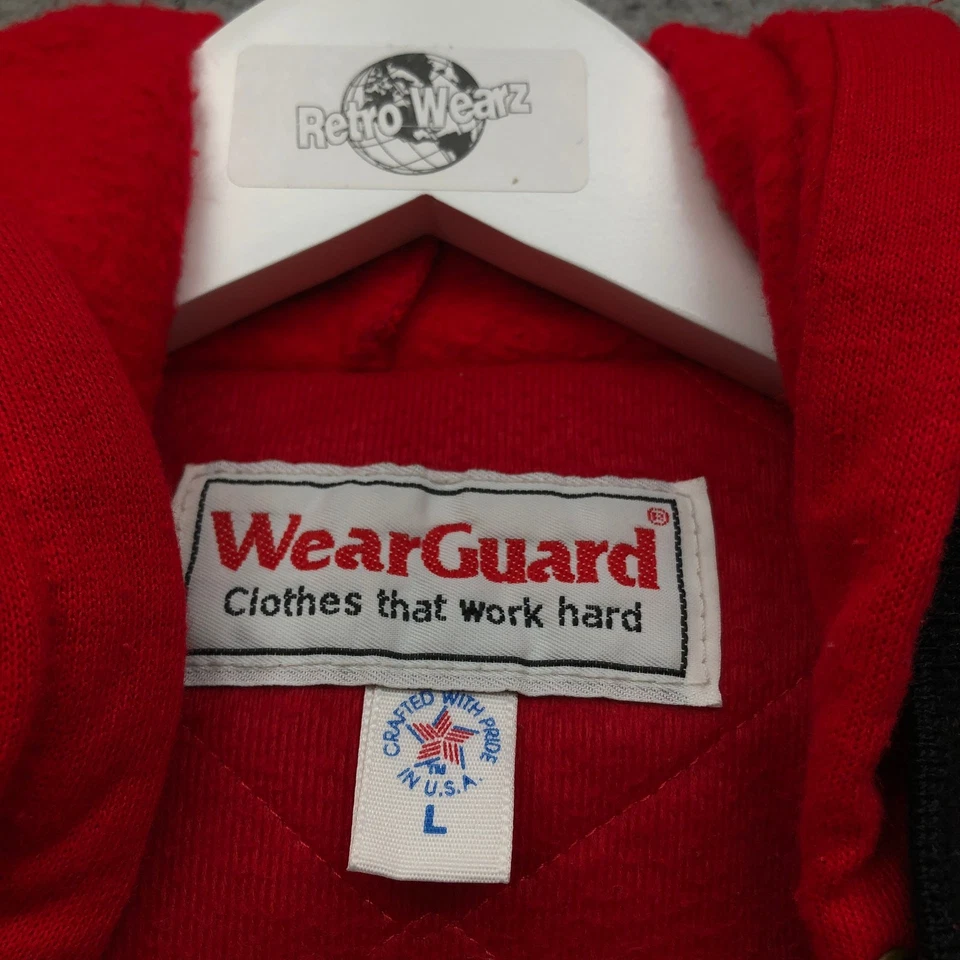 Retro Wearz
WearGuard®
Clothes that work hard
CRAFTED WITH PRIDE
IN U.S.A.
L